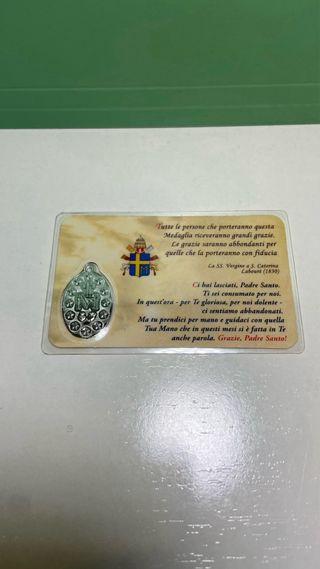 Tutte le persone che porteranno questa
Medaglia riceveranno grandi grazie.
Le grazie saranno abbondanti per
quelle che la porteranno con fiducia
La SS. Vergine a S. Caterina
Labouré (1830)
Ci hai lasciati, Padre Santo.
Ti sei consumato per noi.
In quest'ora - per Te gloriosa, per noi dolente -
ci sentiamo abbandonati.
Ma tu prendici per mano e guidaci con quella
Tua Mano che in questi mesi si è fatta in Te
anche parola. Grazie, Padre Santo!